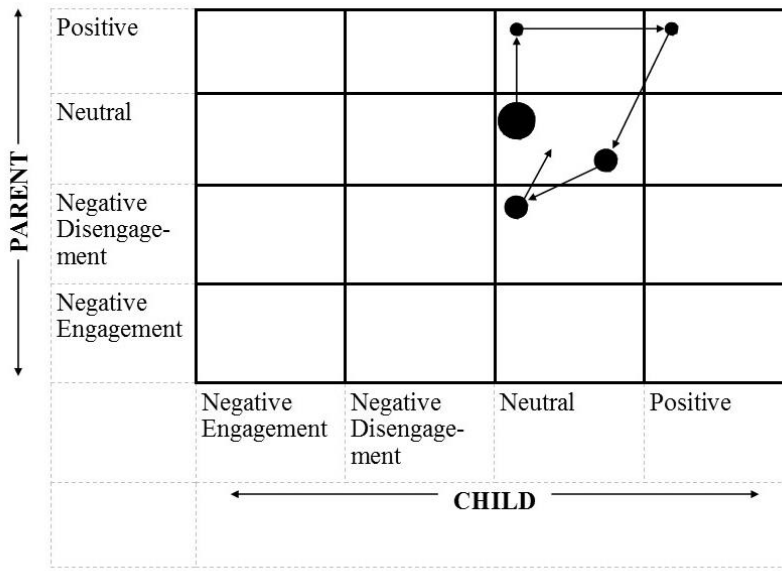 Positive
Neutral
Negative
Disengage-
ment
Negative
Engagement
PARENT
Negative
Engagement
Negative
Disengage-
ment
Neutral
Positive
CHILD